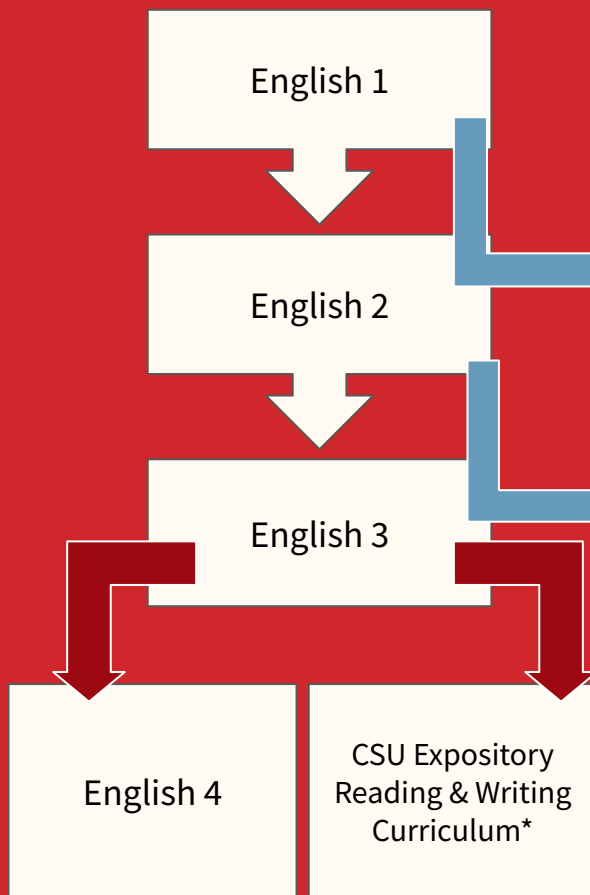 English 1
English 2
English 3
English 4
CSU Expository
Reading & Writing
Curriculum*